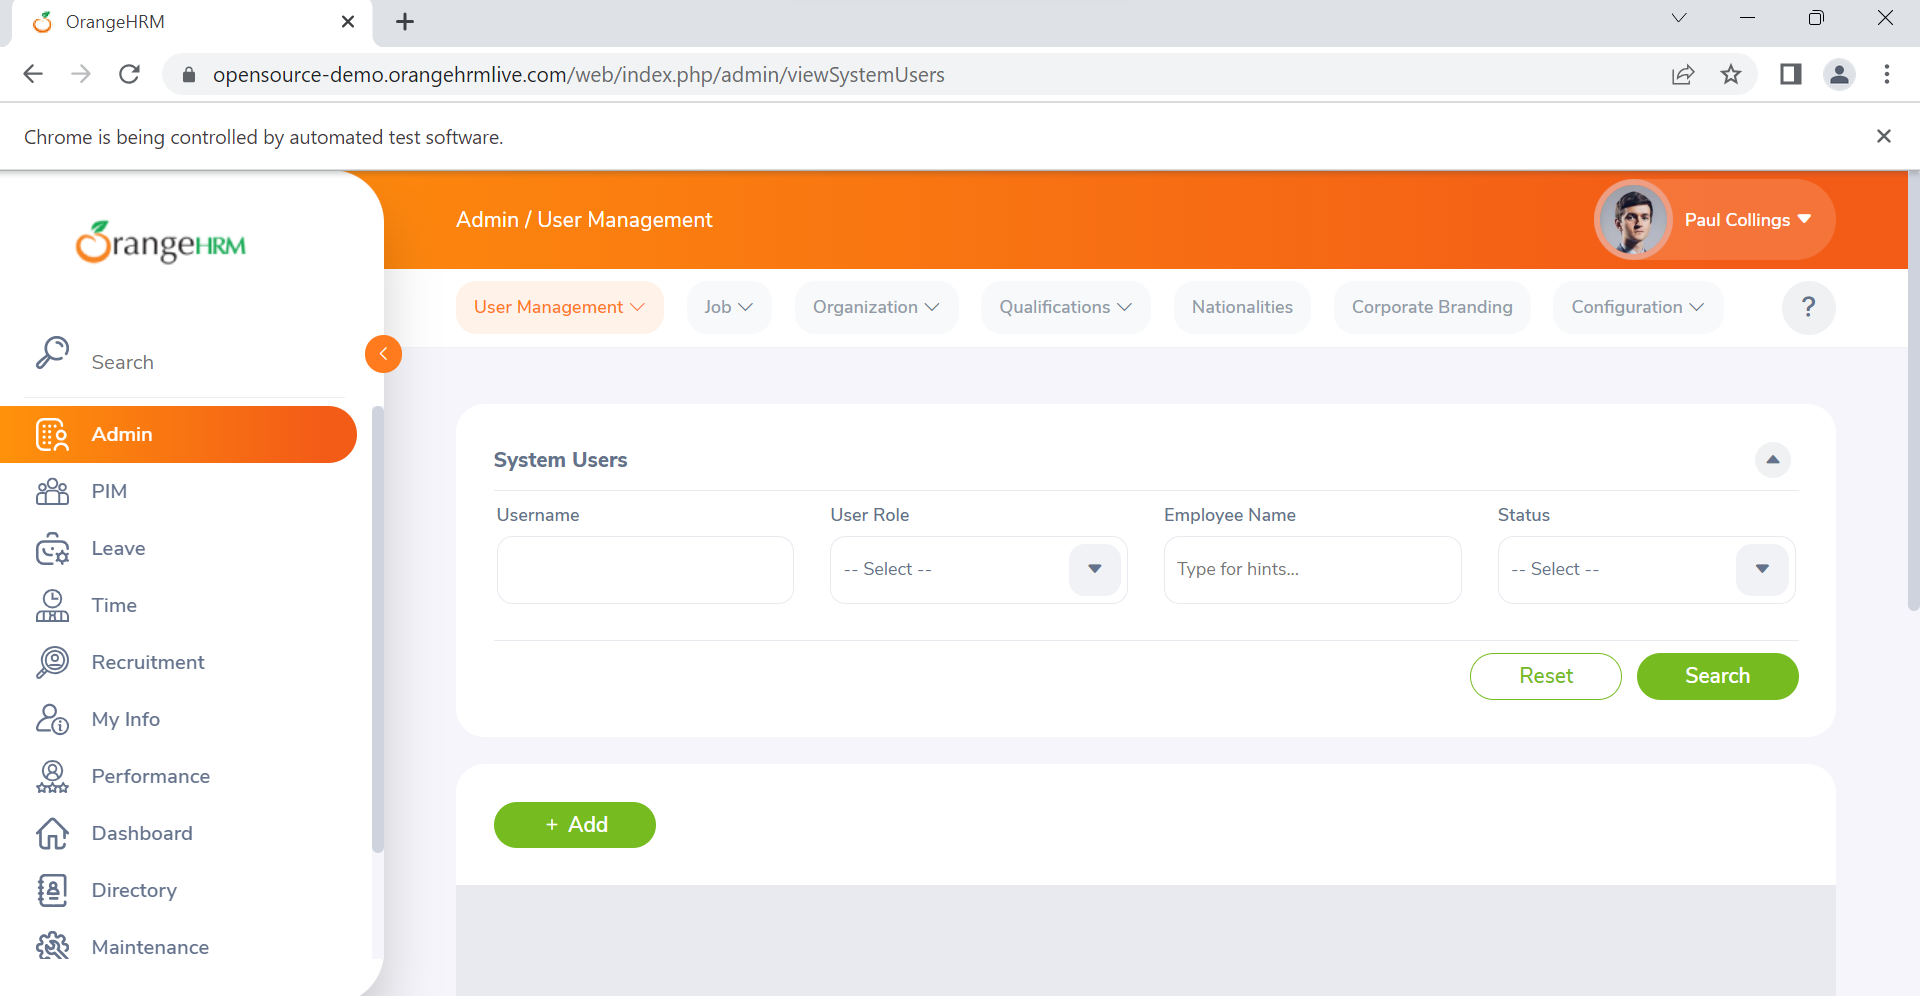 OrangeHRM
opensource-demo.orangehrmlive.com/web/index.php/admin/viewSystemUsers
Chrome is being controlled by automated test software.
OrangeHRM
Search
Admin
PIM
Leave
Time
Recruitment
My Info
Performance
Dashboard
Directory
Maintenance
Admin / User Management
Paul Collings
User Management Job Organization Qualifications Nationalities Corporate Branding Configuration ?
System Users
Username User Role Employee Name Status
-- Select -- Type for hints... -- Select --
Reset Search
+ Add